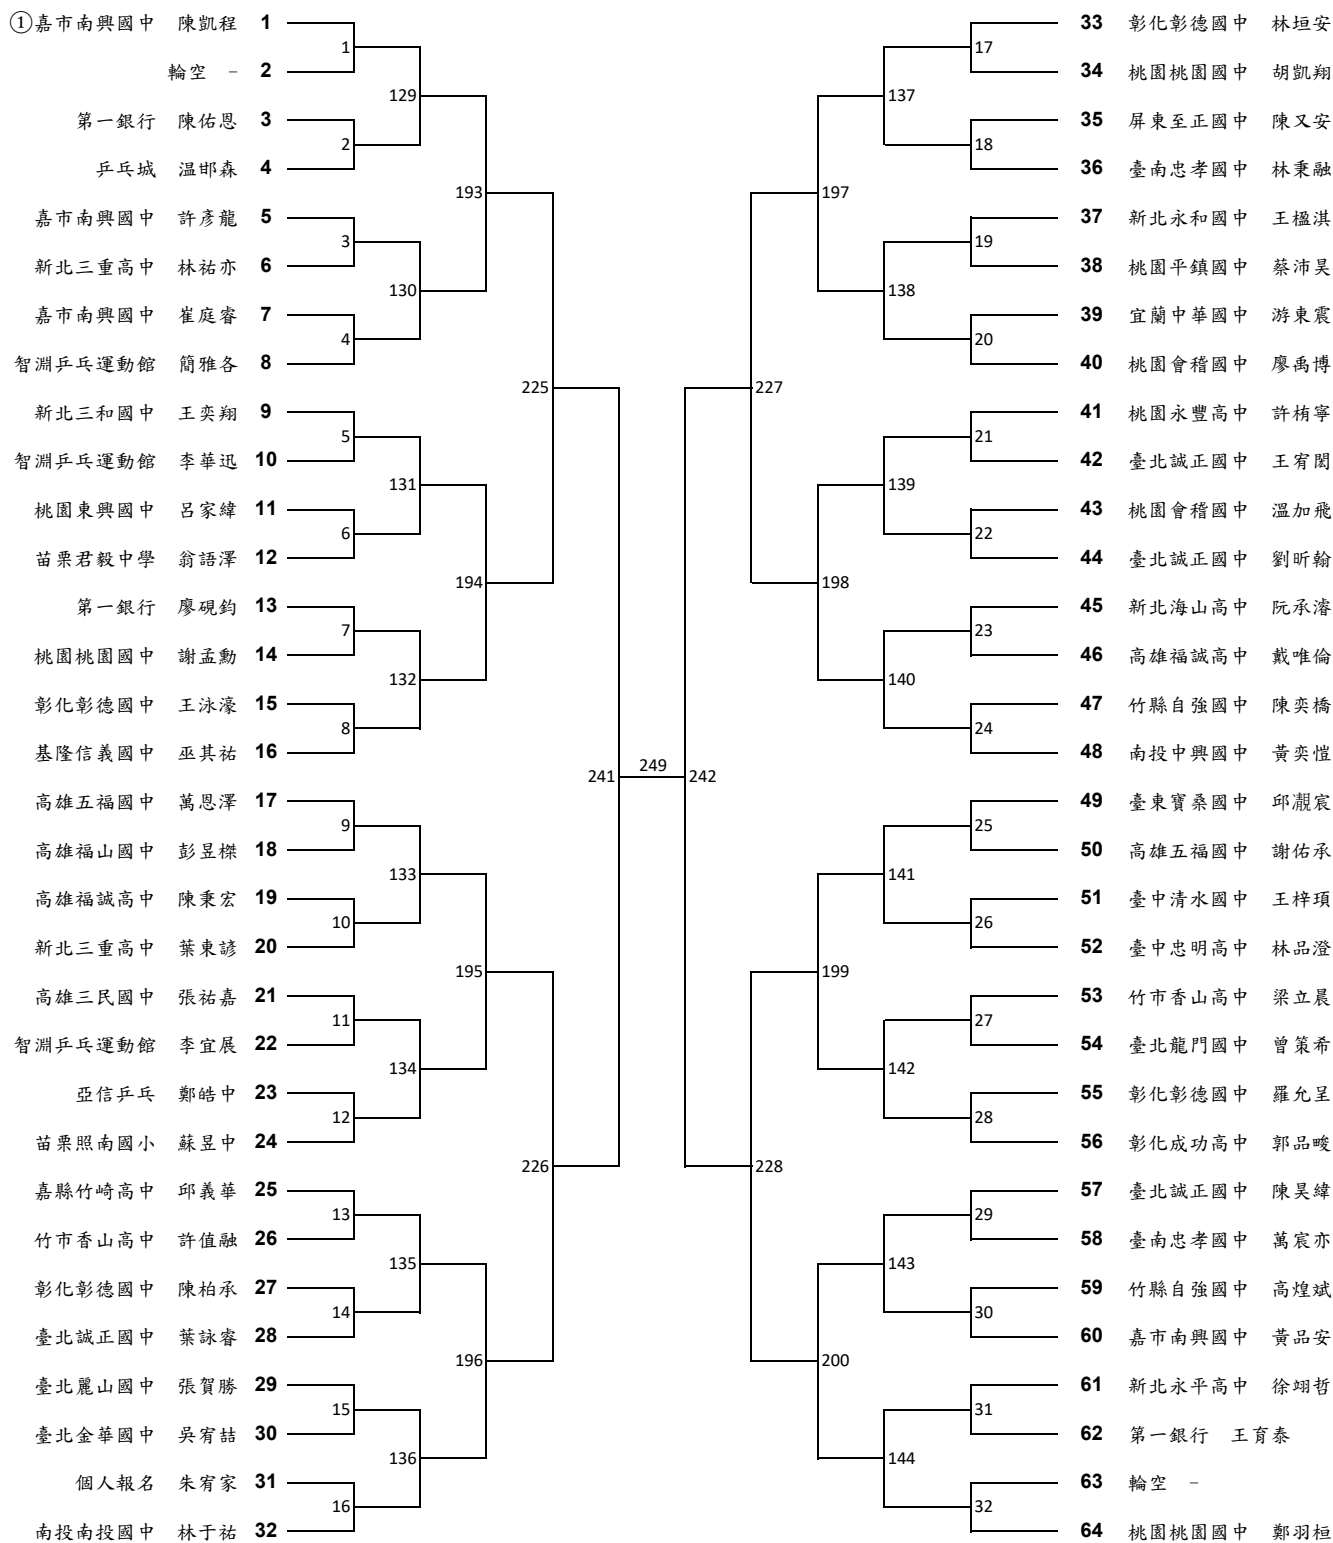 ①嘉市南興國中 陳凱程 1
1
輪空 - 2
129
第一銀行 陳佑恩 3
2
乒乓城 温邯森 4
193
嘉市南興國中 許彥龍 5
3
新北三重高中 林祐亦 6
130
嘉市南興國中 崔庭睿 7
4
智淵乒乓運動館 簡雅各 8
225
新北三和國中 王奕翔 9
5
智淵乒乓運動館 李華迅 10
131
桃園東興國中 呂家緯 11
6
苗栗君毅中學 翁語澤 12
194
第一銀行 廖硯鈞 13
7
桃園桃園國中 謝孟勳 14
132
彰化彰德國中 王泳濠 15
8
基隆信義國中 巫其祐 16
241 249 242
高雄五福國中 萬恩澤 17
9
高雄福山國中 彭昱榤 18
133
高雄福誠高中 陳秉宏 19
10
新北三重高中 葉東諺 20
195
高雄三民國中 張祐嘉 21
11
智淵乒乓運動館 李宜展 22
134
亞信乒乓 鄭皓中 23
12
苗栗照南國小 蘇昱中 24
226
嘉縣竹崎高中 邱義華 25
13
竹市香山高中 許值融 26
135
彰化彰德國中 陳柏承 27
14
臺北誠正國中 葉詠睿 28
196
臺北麗山國中 張賀勝 29
15
臺北金華國中 吳宥喆 30
136
個人報名 朱宥家 31
16
南投南投國中 林于祐 32
33 彰化彰德國中 林垣安
17
34 桃園桃園國中 胡凱翔
137
35 屏東至正國中 陳又安
18
36 臺南忠孝國中 林秉融
197
37 新北永和國中 王楹淇
19
38 桃園平鎮國中 蔡沛昊
138
39 宜蘭中華國中 游東震
20
40 桃園會稽國中 廖禹博
227
41 桃園永豐高中 許栯寧
21
42 臺北誠正國中 王宥閎
139
43 桃園會稽國中 溫加飛
22
44 臺北誠正國中 劉昕翰
198
45 新北海山高中 阮承濬
23
46 高雄福誠高中 戴唯倫
140
47 竹縣自強國中 陳奕橋
24
48 南投中興國中 黃奕愷
49 臺東寶桑國中 邱覯宸
25
50 高雄五福國中 謝佑承
141
51 臺中清水國中 王梓頊
26
52 臺中忠明高中 林品澄
199
53 竹市香山高中 梁立晨
27
54 臺北龍門國中 曾策希
142
55 彰化彰德國中 羅允呈
28
56 彰化成功高中 郭品畯
228
57 臺北誠正國中 陳昊緯
29
58 臺南忠孝國中 萬宸亦
143
59 竹縣自強國中 高煌斌
30
60 嘉市南興國中 黃品安
200
61 新北永平高中 徐翊哲
31
62 第一銀行 王育泰
144
63 輪空 -
32
64 桃園桃園國中 鄭羽桓